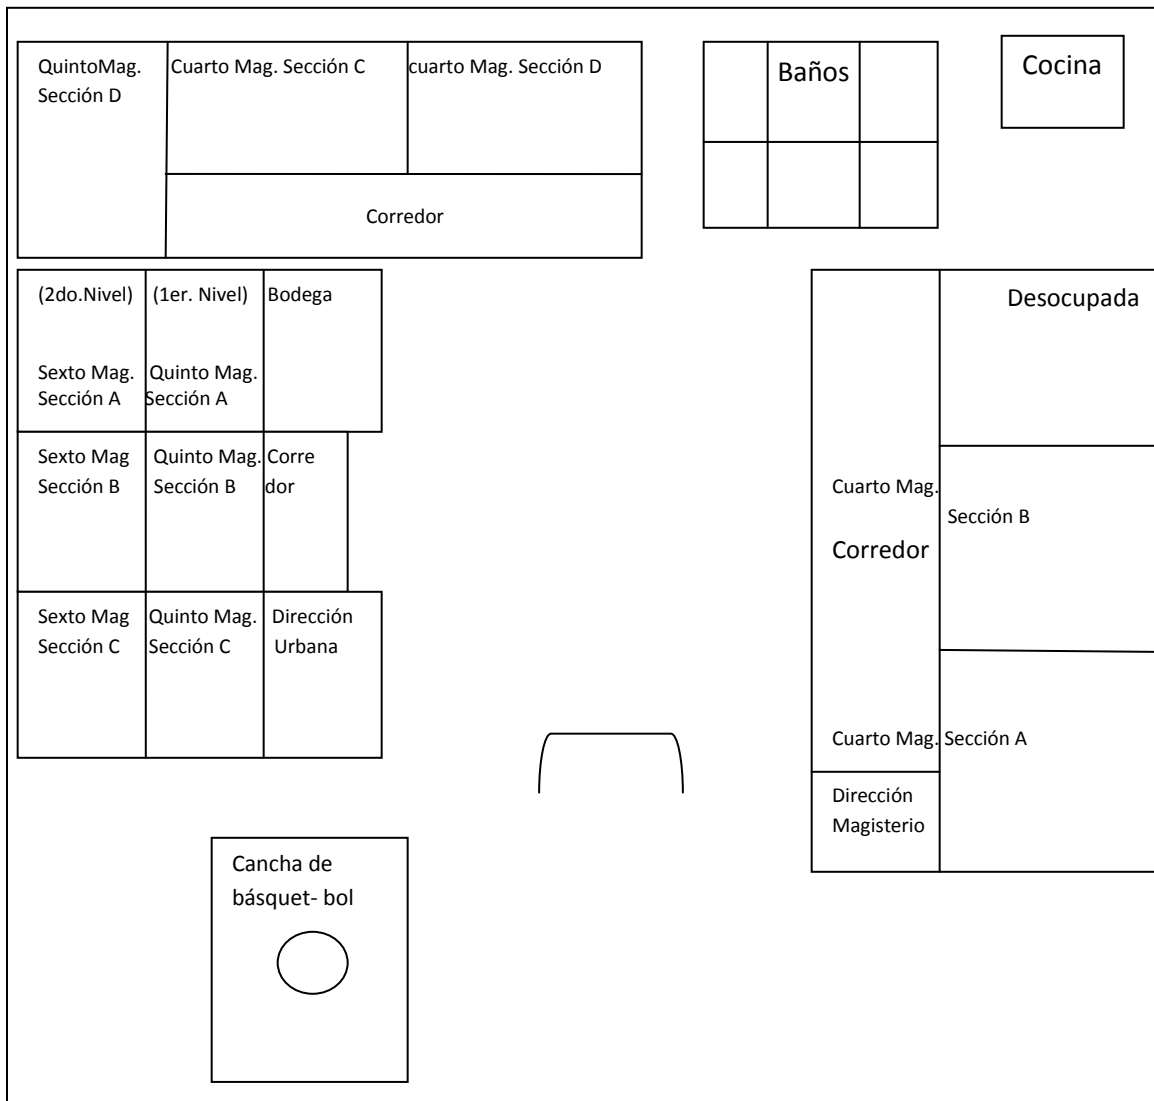 QuintoMag.
Sección D
Cuarto Mag. Sección C
cuarto Mag. Sección D
Corredor
Baños
Cocina
(2do.Nivel)
Sexto Mag.
Sección A
(1er. Nivel)
Quinto Mag.
Sección A
Bodega
Sexto Mag
Sección B
Quinto Mag.
Sección B
Corre
dor
Sexto Mag
Sección C
Quinto Mag.
Sección C
Dirección
Urbana
Desocupada
Cuarto Mag.
Sección B
Corredor
Cuarto Mag. Sección A
Dirección
Magisterio
Cancha de
básquet- bol